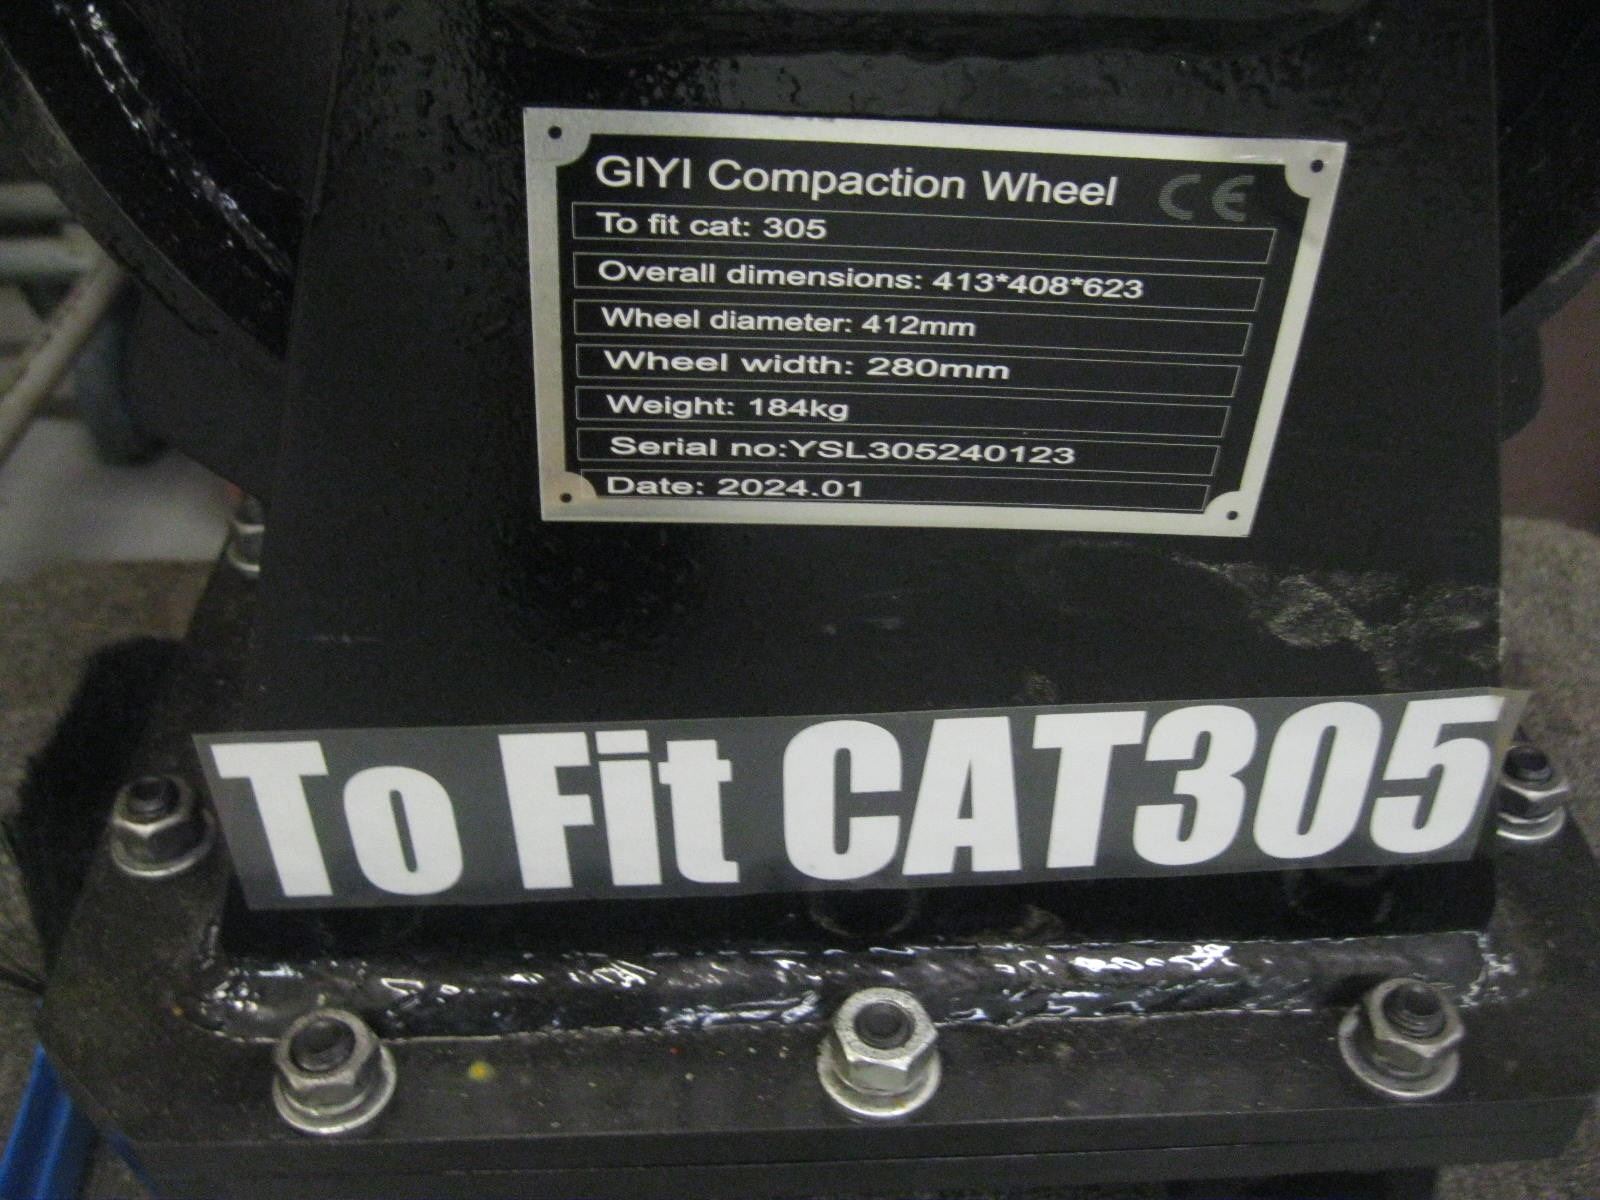 GIYI Compaction Wheel CE
To fit cat: 305
Overall dimensions: 413*408*623
Wheel diameter: 412mm
Wheel width: 280mm
Weight: 184kg
Serial no:YSL305240123
Date: 2024.01
To Fit CAT305